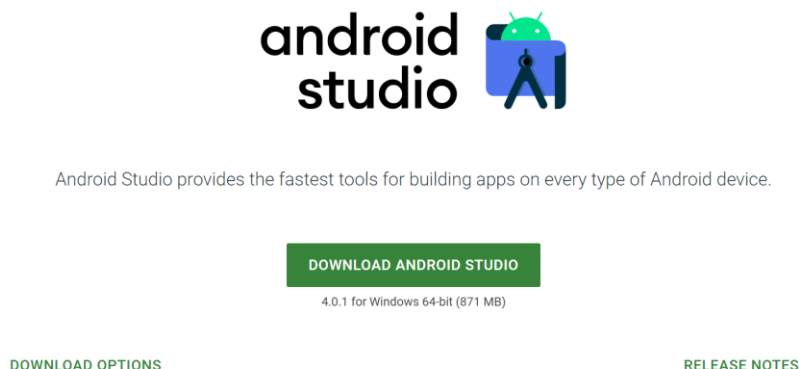 android
studio
Android Studio provides the fastest tools for building apps on every type of Android device.
DOWNLOAD ANDROID STUDIO
4.0.1 for Windows 64-bit (871 MB)
DOWNLOAD OPTIONS
RELEASE NOTES